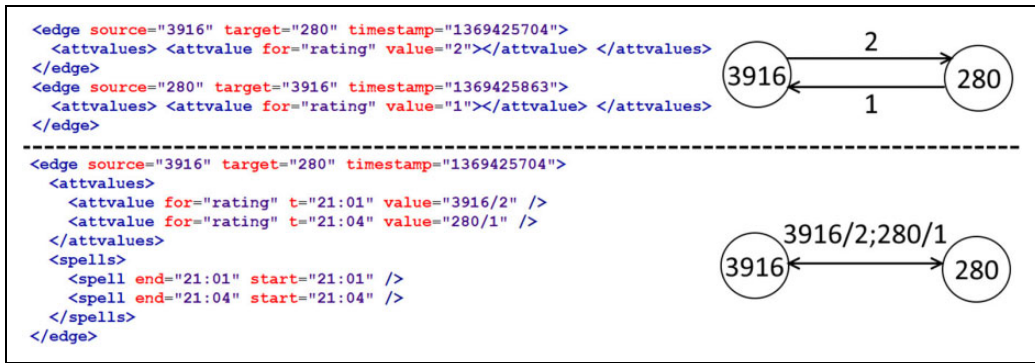 <edge source="3916" target="280" timestamp="1369425704">
<attvalues> <attvalue for="rating" value="2"></attvalue> </attvalues>
</edge>
<edge source="280" target="3916" timestamp="1369425863">
<attvalues> <attvalue for="rating" value="1"></attvalue> </attvalues>
</edge>
2
3916
280
1
<edge source="3916" target="280" timestamp="1369425704">
<attvalues>
<attvalue for="rating" t="21:01" value="3916/2" />
<attvalue for="rating" t="21:04" value="280/1" />
</attvalues>
<spells>
<spell end="21:01" start="21:01" />
<spell end="21:04" start="21:04" />
</spells>
</edge>
3916/2;280/1
3916
280